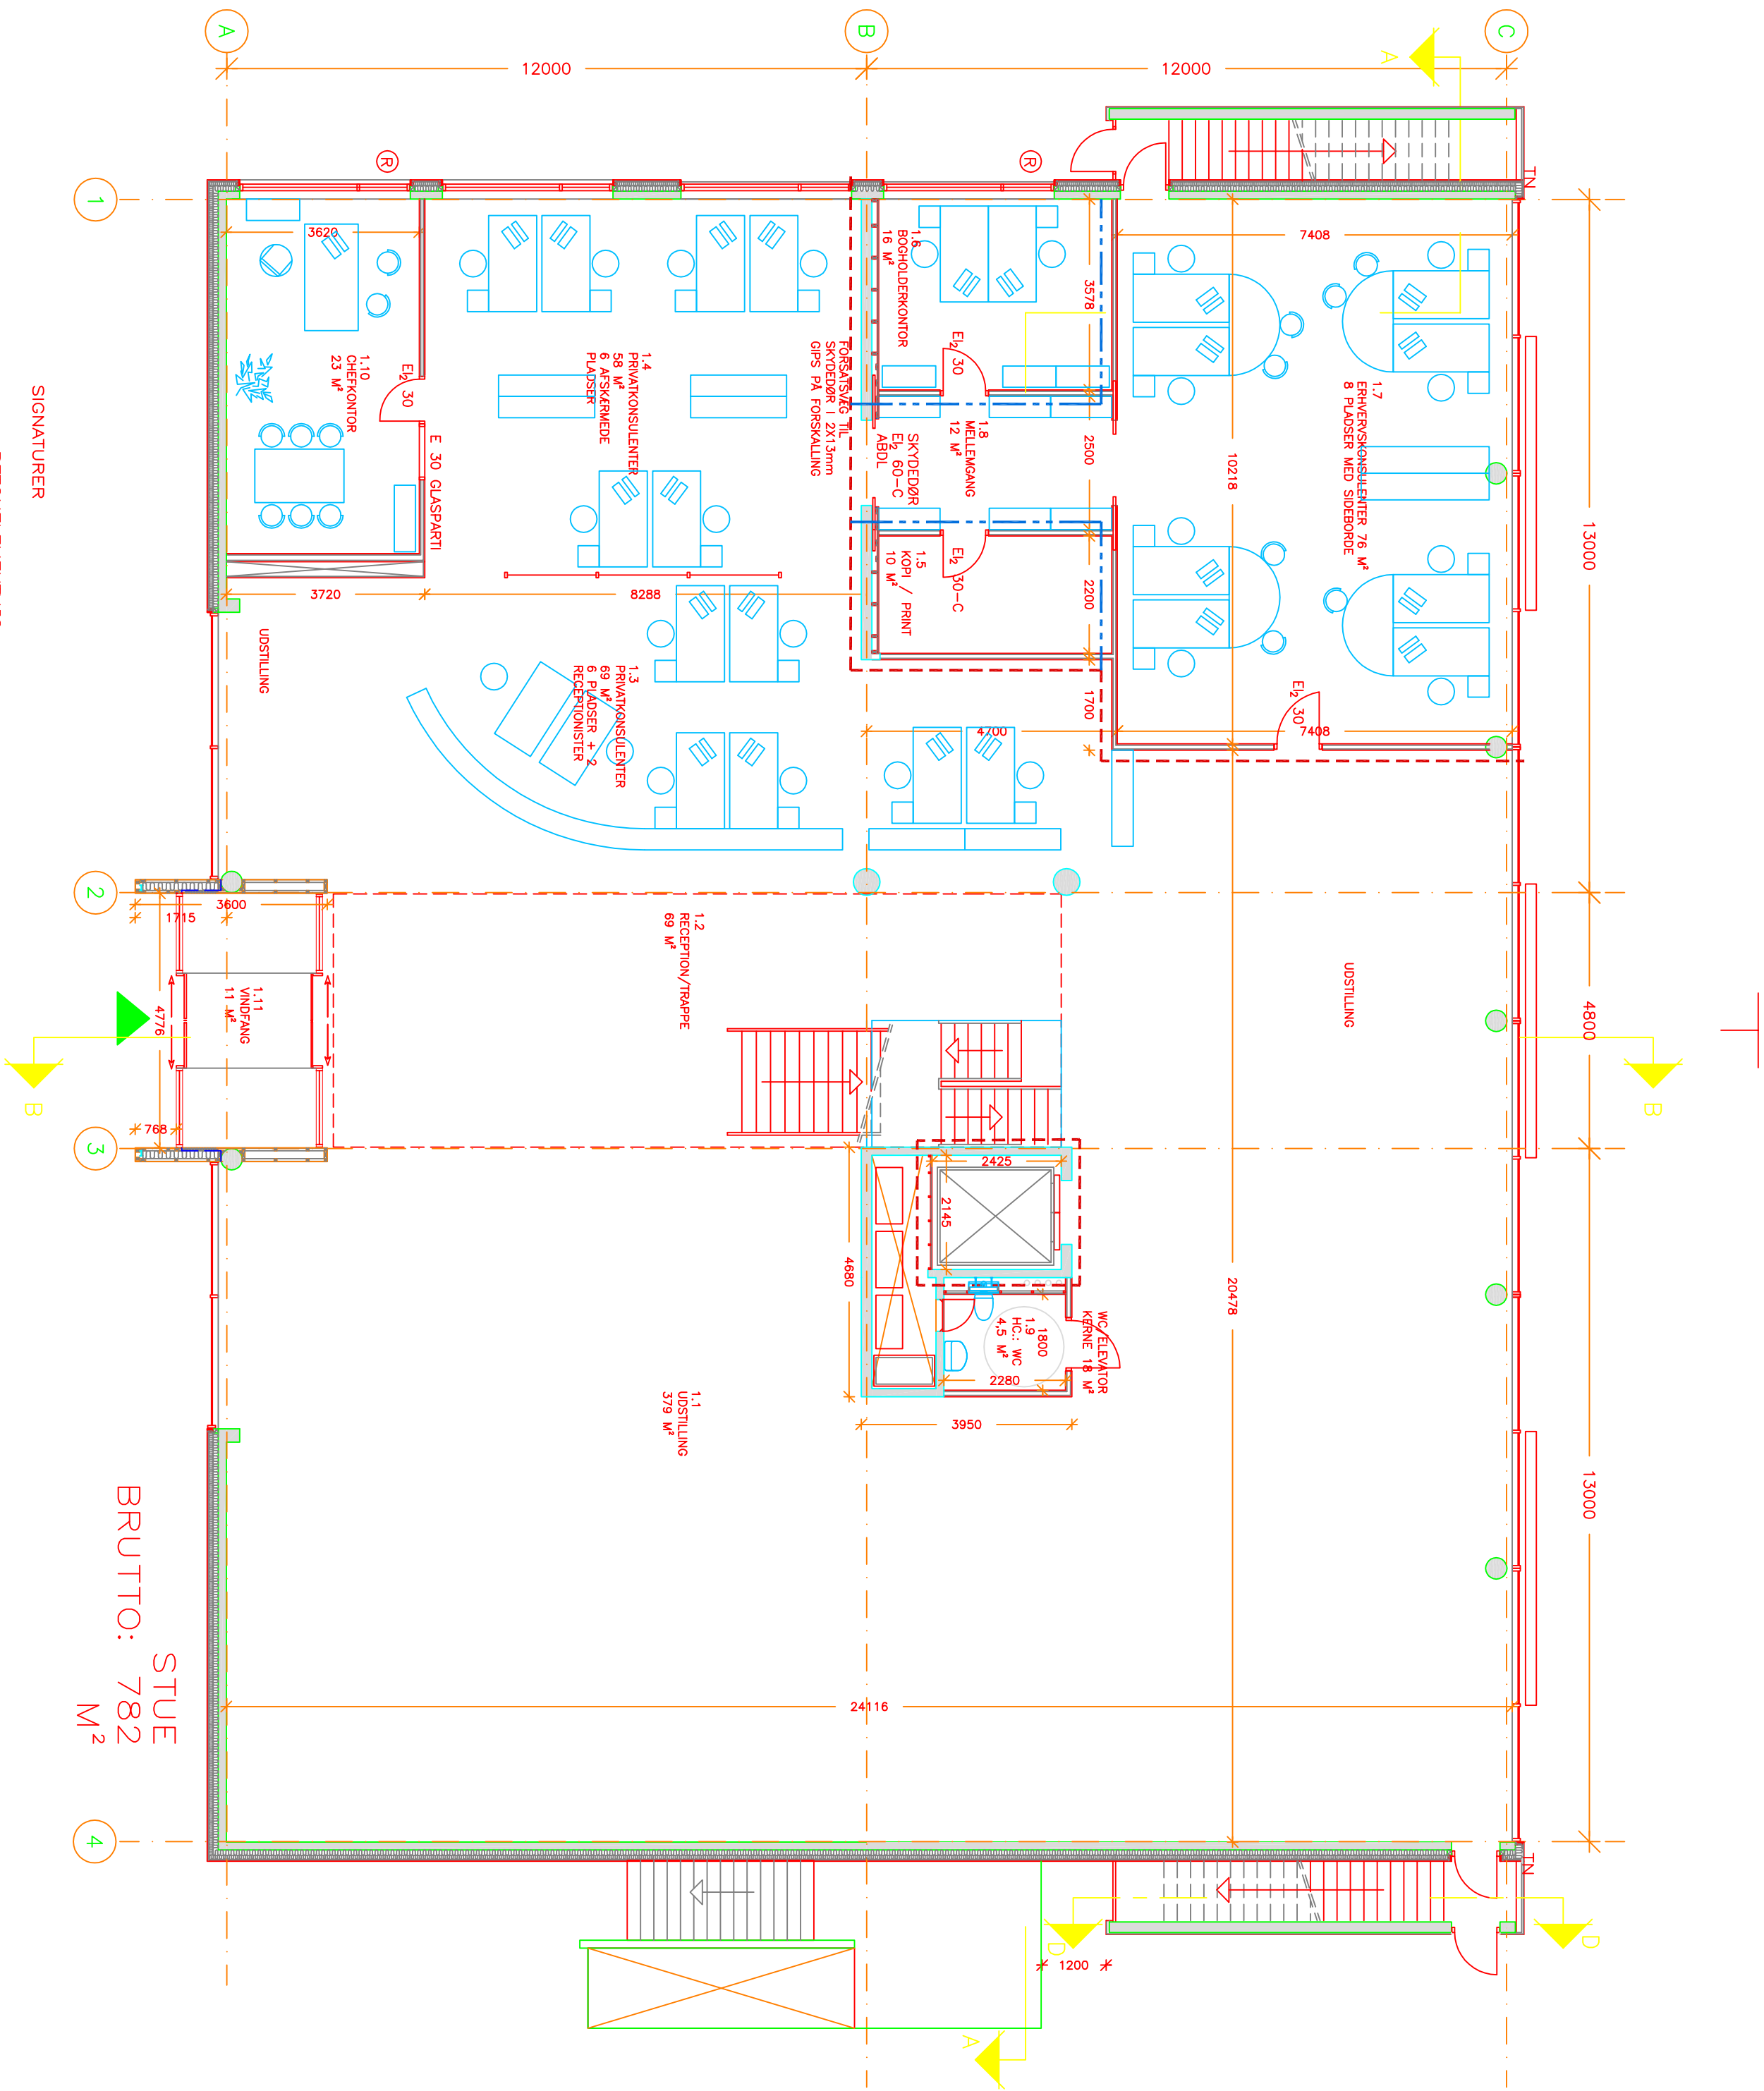 A
B
C
12000
12000
A
TN
R
R
1
3620
3578
7408
1.6
BOGHOLDERKONTOR
16 M²
EI₂ 30
1.10
CHEFKONTOR
23 M²
EI₂ 30
E 30 GLASPARTI
1.4
PRIVATKONSULENTER
58 M²
6 AFSKÆRMEDE
PLADSER
FORSATSVÆG TIL
SKYDEDØR I 2X13mm
GIPS PÅ FORSKALLING
1.8
MELLEMGANG
12 M²
SKYDEDØR
EI₂ 60-C
ABDL
2500
10218
1.7
ERHVERVSKONSULENTER 76 M²
8 PLADSER MED SIDEBORDE
13000
EI₂ 30-C
1.5
KOPI / PRINT
10 M²
2200
3720
8288
UDSTILLING
1.3
PRIVATKONSULENTER
69 M²
6 PLADSER + 2
RECEPTIONISTER
1700
EI₂ 30
4700
7408
SIGNATURER
2
3600
1715
1.2
RECEPTION/TRAPPE
69 M²
UDSTILLING
1.11
VINDFANG
11 M²
4776
4800
B
B
768
3
2425
2145
4680
20478
WC/ELEVATOR
KERNE 18 M²
1800
1.9
HC.: WC
4,5 M²
2280
3950
1.1
UDSTILLING
379 M²
13000
STUE
BRUTTO: 782
M²
24116
4
TN
D
D
1200
A